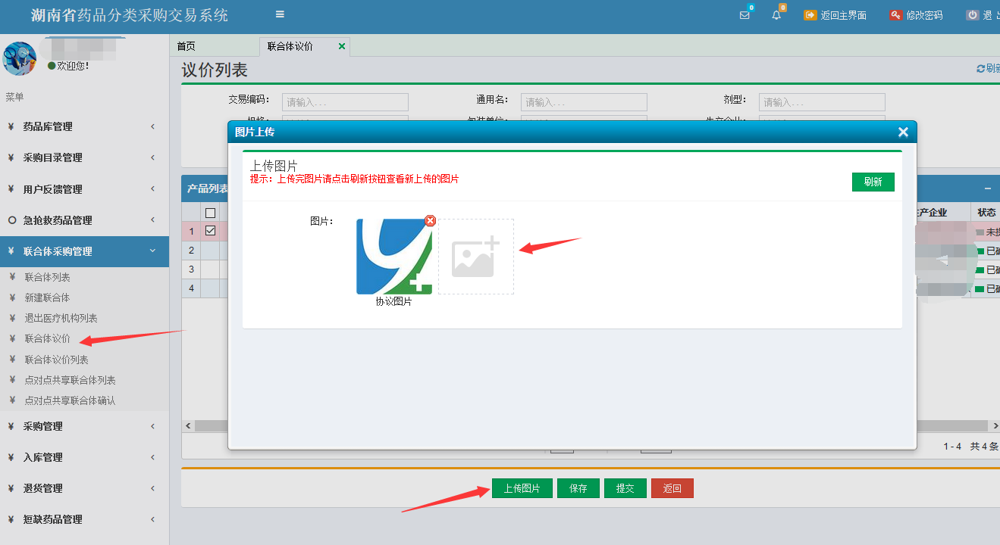 湖南省药品分类采购交易系统
0
0
返回主界面
修改密码
退 出
欢迎您!
菜单
¥ 药品库管理
¥ 采购目录管理
¥ 用户反馈管理
急抢救药品管理
¥ 联合体采购管理
¥ 联合体列表
¥ 新建联合体
¥ 退出医疗机构列表
¥ 联合体议价
¥ 联合体议价列表
¥ 点对点共享联合体列表
¥ 点对点共享联合体确认
¥ 采购管理
¥ 入库管理
¥ 退货管理
¥ 短缺药品管理
首页
联合体议价
议价列表
刷新
交易编码： 请输入...
通用名： 请输入...
剂型： 请输入...
产品列表
产企业
状态
1
2
3
4
未提
已确
已确
已确
图片上传
上传图片
提示：上传完图片请点击刷新按钮查看新上传的图片
刷新
图片：
协议图片
1 - 4 共 4 条
上传图片
保存
提交
返回